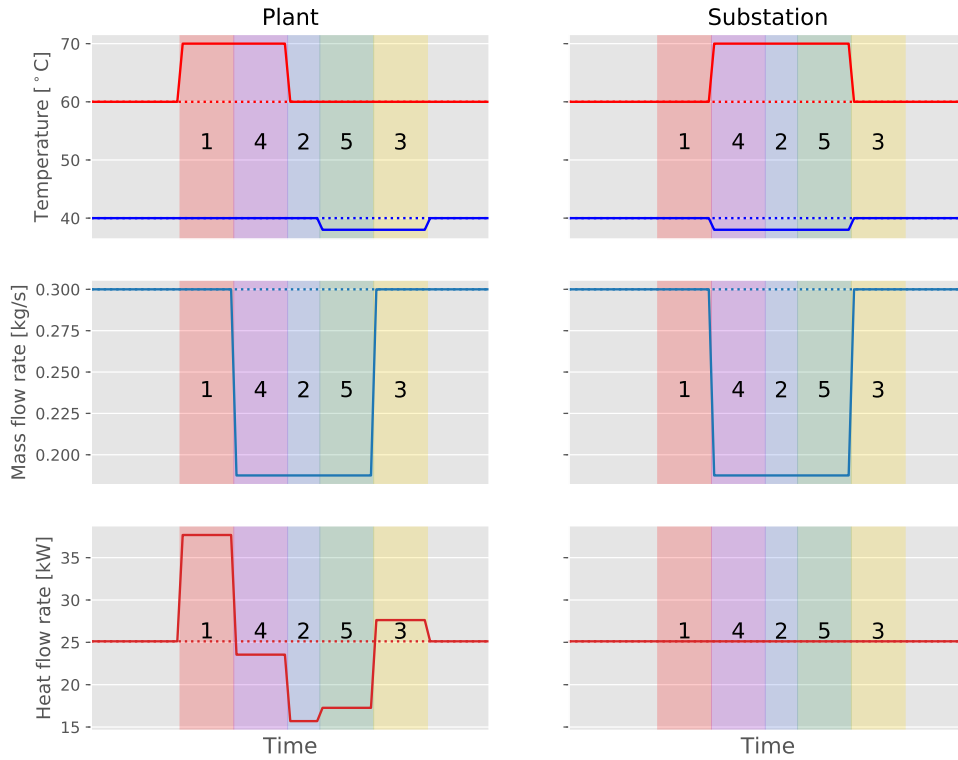 Plant
Substation
Temperature [ °C]
70
60
50
40
1 4 2 5 3
1 4 2 5 3
Mass flow rate [kg/s]
0.300
0.275
0.250
0.225
0.200
1 4 2 5 3
1 4 2 5 3
Heat flow rate [kW]
35
30
25
20
15
1 4 2 5 3
1 4 2 5 3
Time
Time